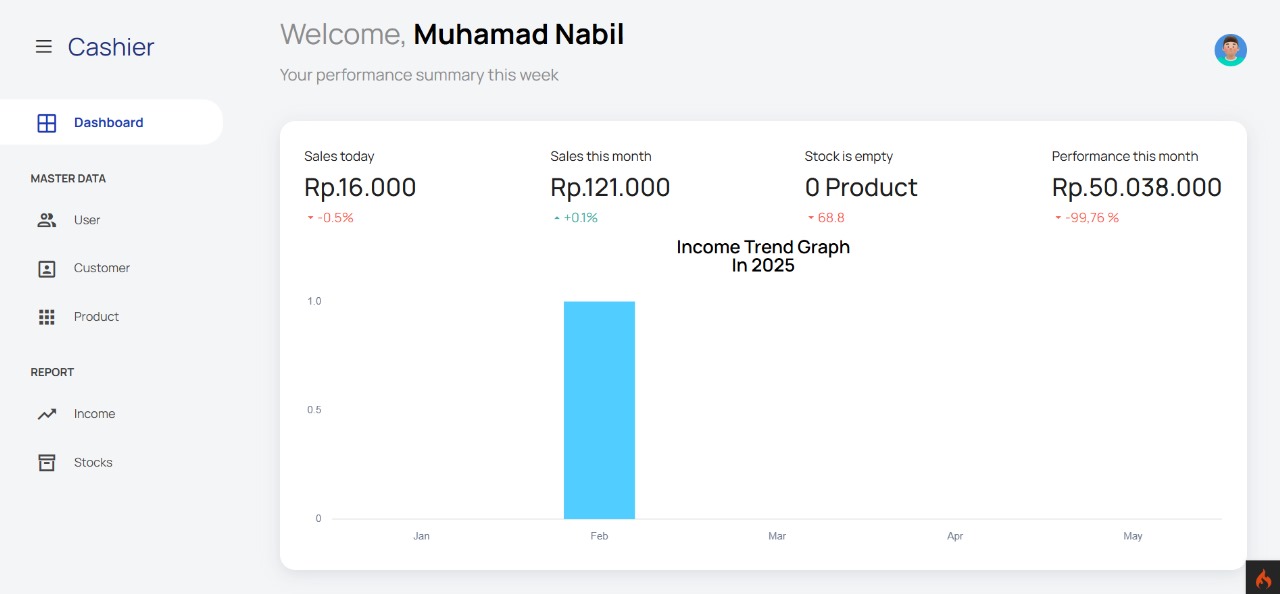 Cashier
Dashboard
MASTER DATA
User
Customer
Product
REPORT
Income
Stocks
Welcome, Muhamad Nabil
Your performance summary this week
Sales today
Rp.16.000
-0.5%
Sales this month
Rp.121.000
+0.1%
Stock is empty
0 Product
68.8
Performance this month
Rp.50.038.000
-99,76 %
Income Trend Graph
In 2025
1.0
0.5
0
Jan Feb Mar Apr May